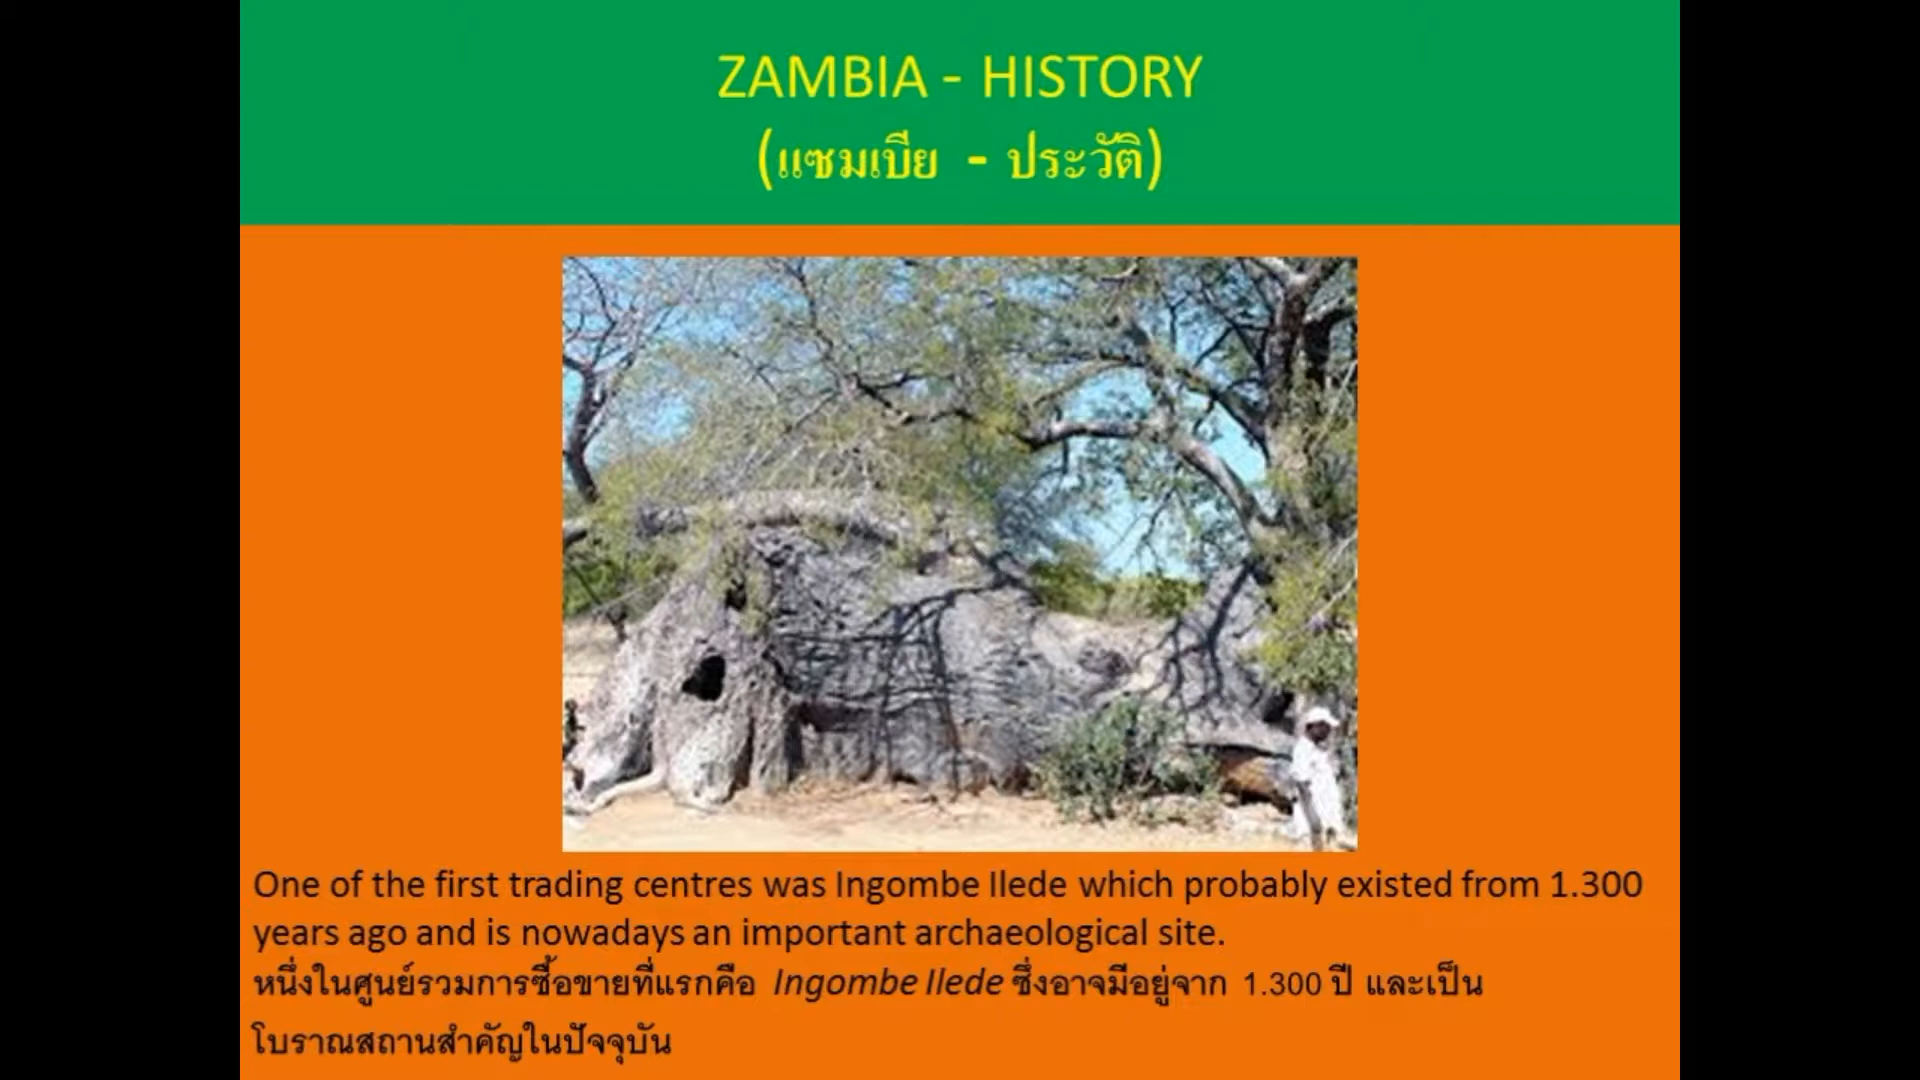 ZAMBIA - HISTORY
(แซมเบีย - ประวัติ)
One of the first trading centres was Ingombe Ilede which probably existed from 1.300
years ago and is nowadays an important archaeological site.
หนึ่งในศูนย์รวมการซื้อขายที่แรกคือ Ingombe Ilede ซึ่งอาจมีอยู่จาก 1.300 ปี และเป็น
โบราณสถานสำคัญในปัจจุบัน